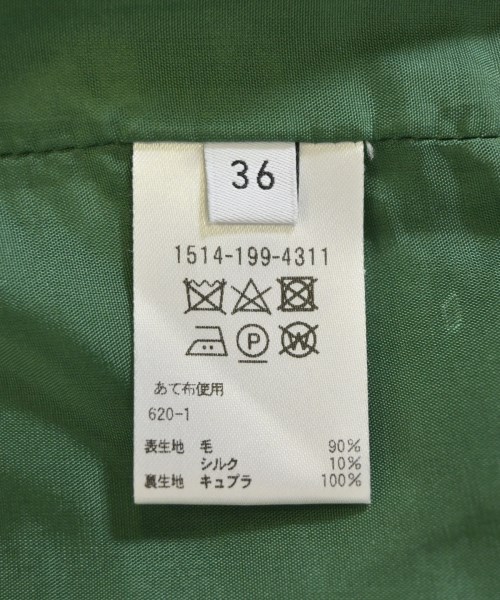 36
1514-199-4311
P W
あて布使用
620-1
表生地 毛 90%
シルク 10%
裏生地 キュプラ 100%